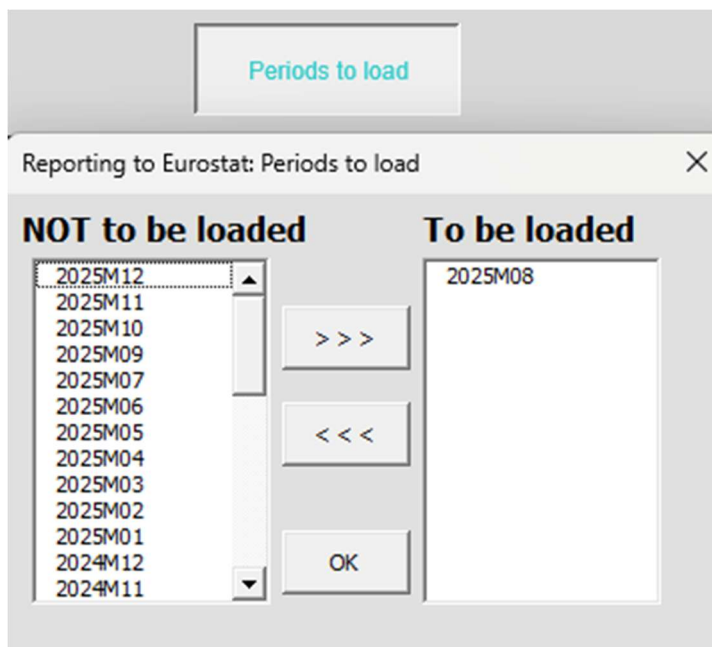 Periods to load
Reporting to Eurostat: Periods to load
NOT to be loaded
To be loaded
2025M12
2025M11
2025M10
2025M09
2025M07
2025M06
2025M05
2025M04
2025M03
2025M02
2025M01
2024M12
2024M11
> > >
< < <
OK
2025M08